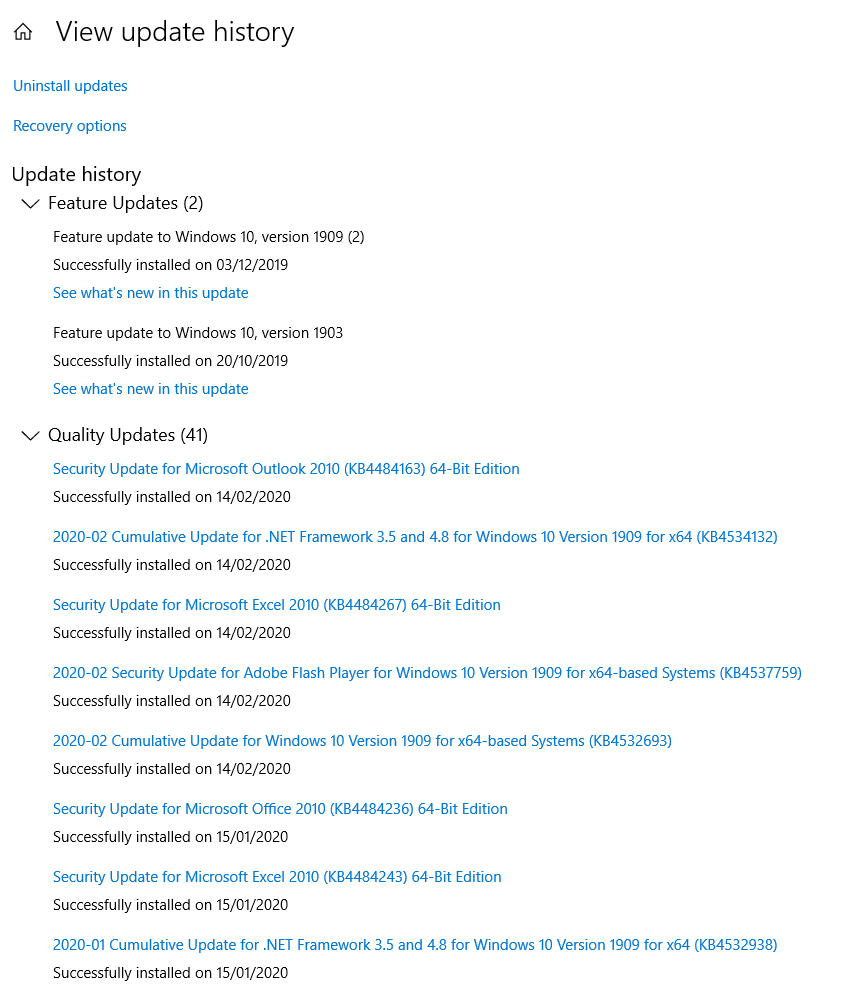 View update history
Uninstall updates
Recovery options
Update history
Feature Updates (2)
Feature update to Windows 10, version 1909 (2)
Successfully installed on 03/12/2019
See what's new in this update
Feature update to Windows 10, version 1903
Successfully installed on 20/10/2019
See what's new in this update
Quality Updates (41)
Security Update for Microsoft Outlook 2010 (KB4484163) 64-Bit Edition
Successfully installed on 14/02/2020
2020-02 Cumulative Update for .NET Framework 3.5 and 4.8 for Windows 10 Version 1909 for x64 (KB4534132)
Successfully installed on 14/02/2020
Security Update for Microsoft Excel 2010 (KB4484267) 64-Bit Edition
Successfully installed on 14/02/2020
2020-02 Security Update for Adobe Flash Player for Windows 10 Version 1909 for x64-based Systems (KB4537759)
Successfully installed on 14/02/2020
2020-02 Cumulative Update for Windows 10 Version 1909 for x64-based Systems (KB4532693)
Successfully installed on 14/02/2020
Security Update for Microsoft Office 2010 (KB4484236) 64-Bit Edition
Successfully installed on 15/01/2020
Security Update for Microsoft Excel 2010 (KB4484243) 64-Bit Edition
Successfully installed on 15/01/2020
2020-01 Cumulative Update for .NET Framework 3.5 and 4.8 for Windows 10 Version 1909 for x64 (KB4532938)
Successfully installed on 15/01/2020